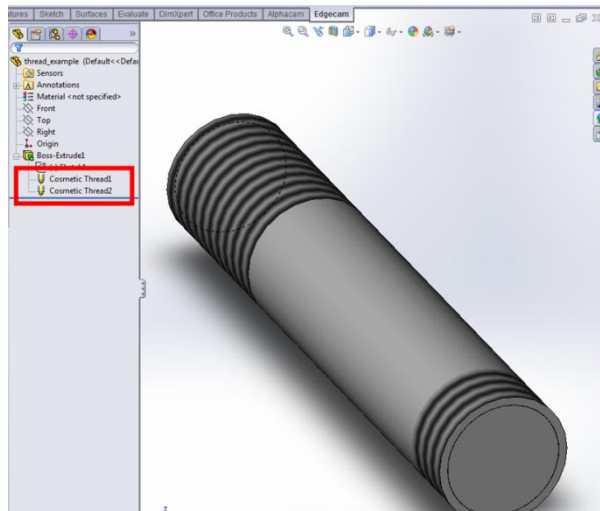 tures Sketch Surfaces Evaluate DimXpert Office Products Alphacam Edgecam
»
thread_example (Default<<Defau
Sensors
A Annotations
Material <not specified>
Front
Top
Right
Origin
Boss-Extrude1
Cosmetic Thread1
Cosmetic Thread2
z